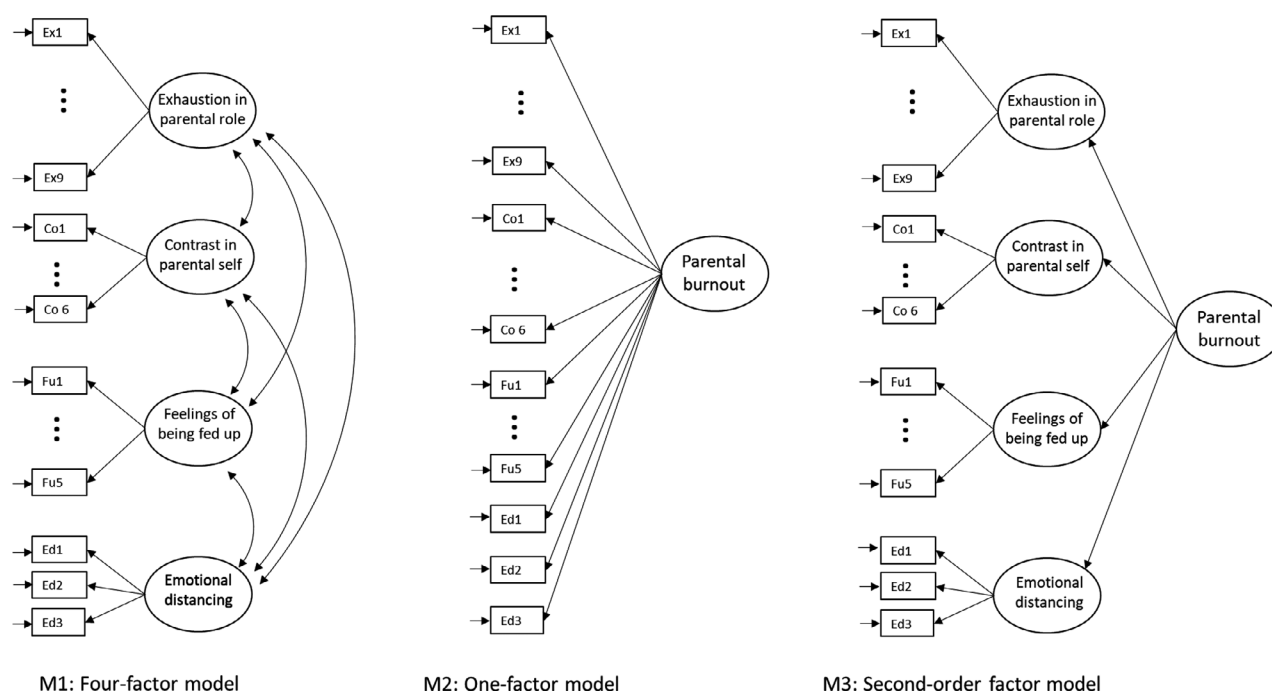 Ex1
Exhaustion in
parental role
Ex9
Co1
Contrast in
parental self
Co 6
Fu1
Feelings of
being fed up
Fu5
Ed1
Ed2
Emotional
distancing
Ed3
M1: Four-factor model
Ex1
Ex9
Co1
Parental
burnout
Co 6
Fu1
Fu5
Ed1
Ed2
Ed3
M2: One-factor model
Ex1
Exhaustion in
parental role
Ex9
Co1
Contrast in
parental self
Co 6
Parental
burnout
Fu1
Feelings of
being fed up
Fu5
Ed1
Ed2
Emotional
distancing
Ed3
M3: Second-order factor model